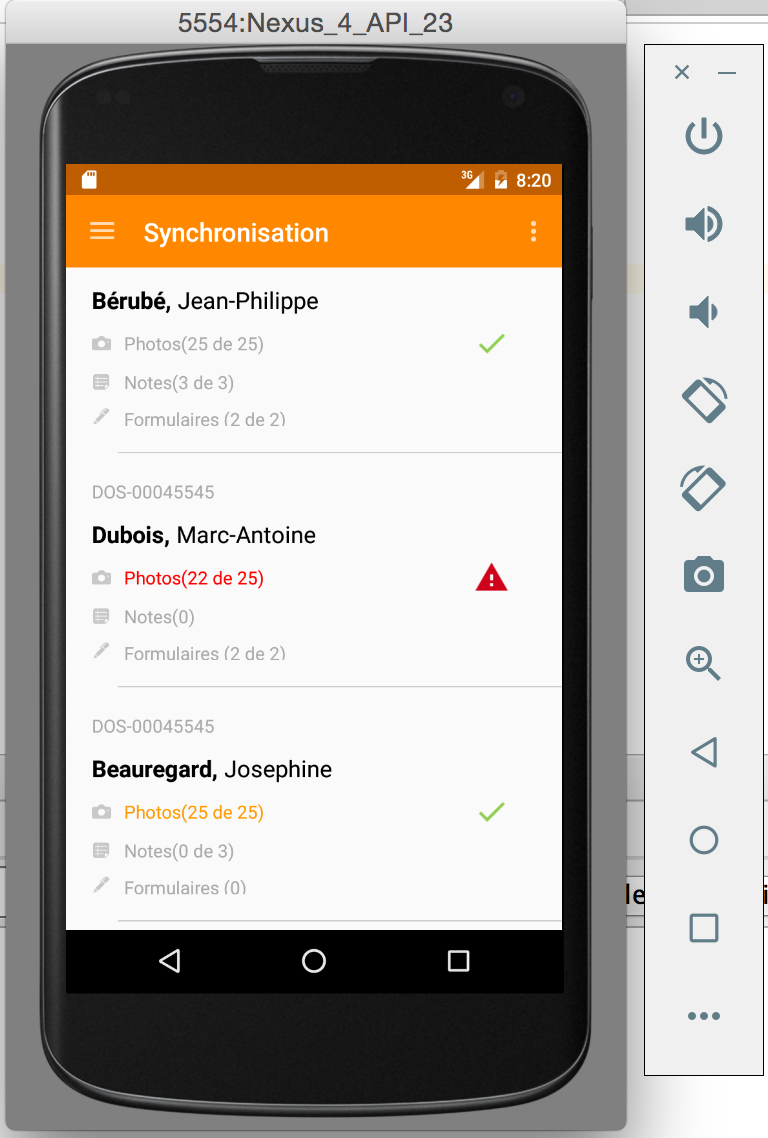 5554:Nexus_4_API_23
3G 8:20
Synchronisation
Bérubé, Jean-Philippe
Photos(25 de 25)
Notes(3 de 3)
Formulaires (2 de 2)
DOS-00045545
Dubois, Marc-Antoine
Photos(22 de 25)
Notes(0)
Formulaires (2 de 2)
DOS-00045545
Beauregard, Josephine
Photos(25 de 25)
Notes(0 de 3)
Formulaires (0)
le